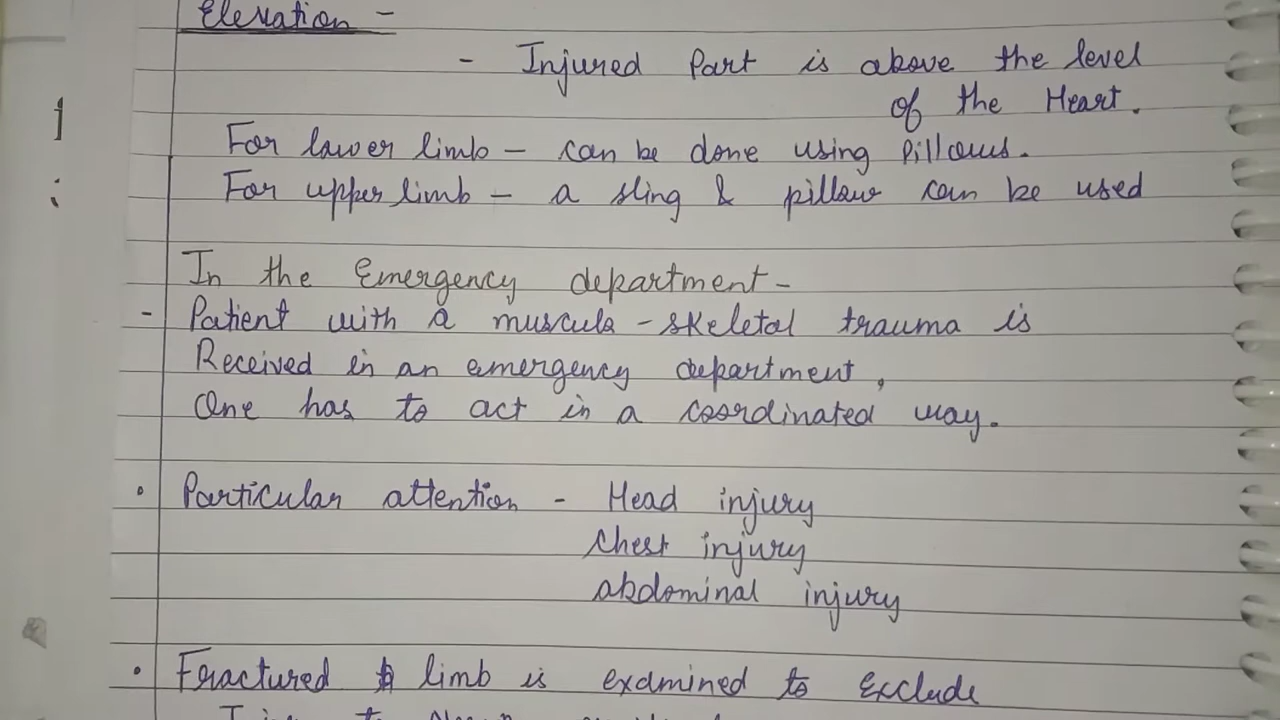 Elevation -
- Injured Part is above the level
of the Heart.
For lower limb - can be done using Pillows.
For upper limb - a sling & pillow can be used
In the Emergency department -
- Patient with a musculo - skeletal trauma is
Received in an emergency department,
One has to act in a coordinated way.
• Particular attention - Head injury
Chest injury
abdominal injury
• Fractured limb is examined to Exclude